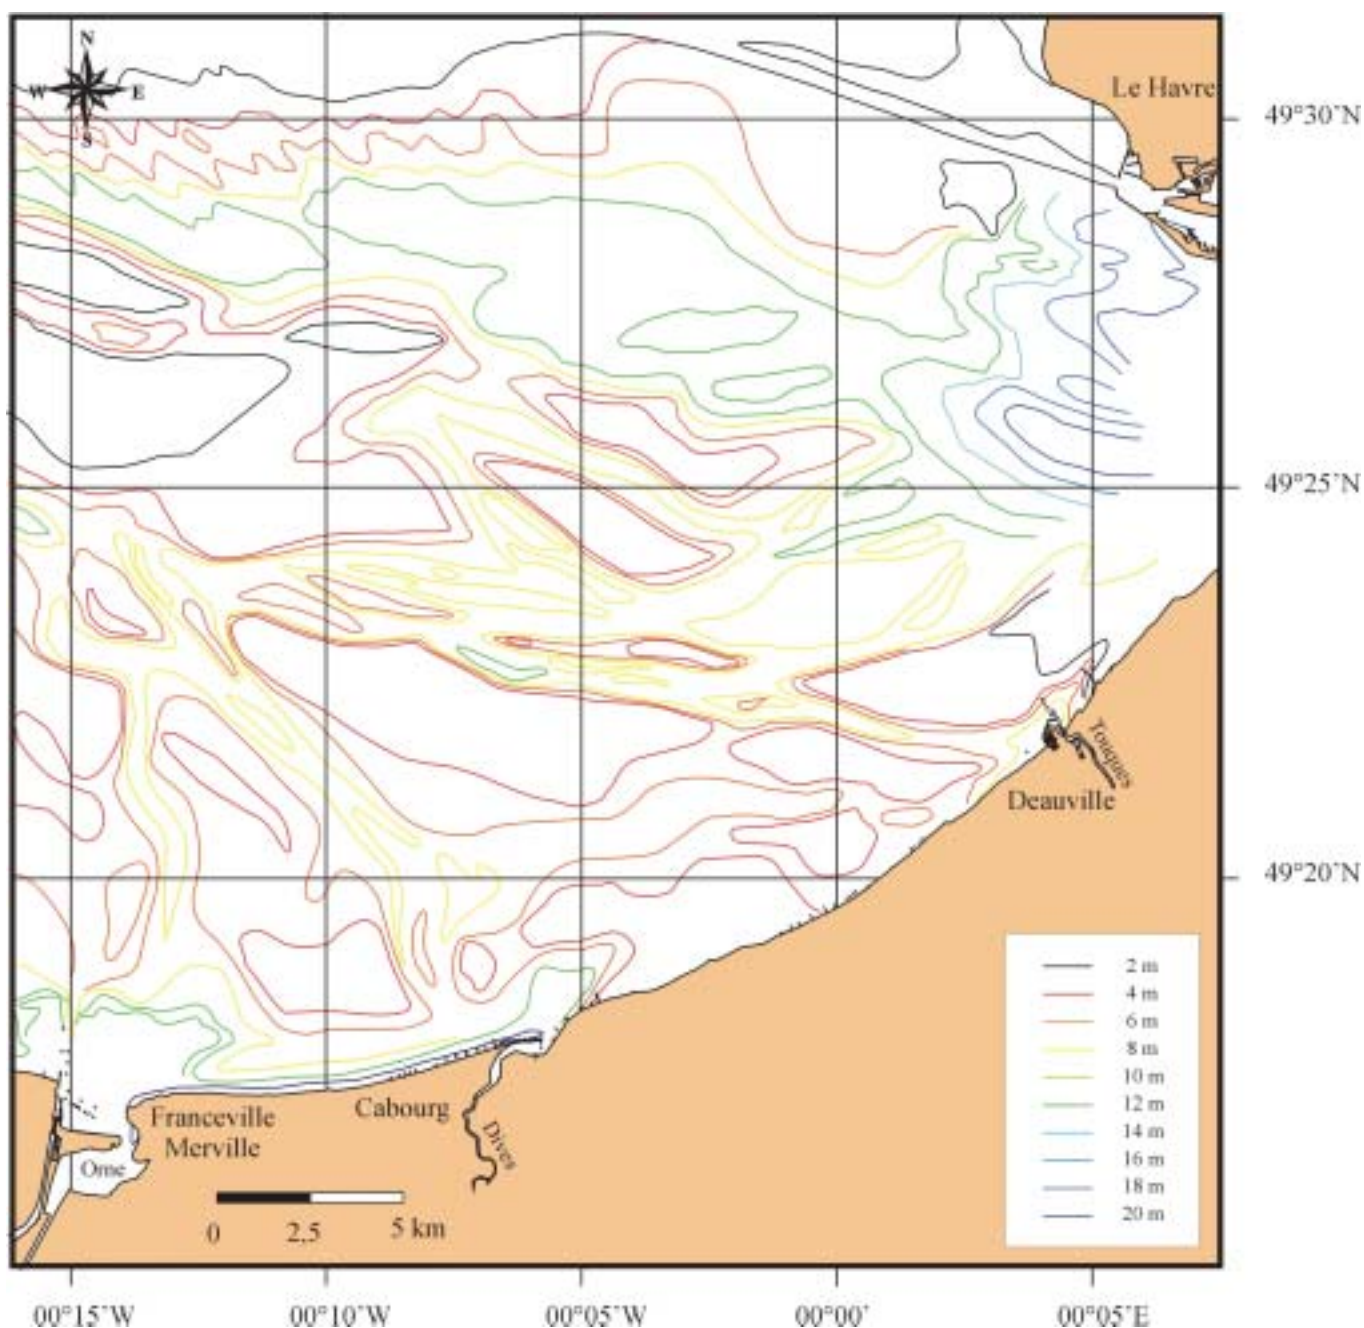 N
W E
S
Le Havre
49°30`N
49°25`N
Touques
Deauville
49°20`N
2 m
4 m
6 m
8 m
10 m
12 m
14 m
16 m
18 m
20 m
Franceville
Merville
Cabourg
Dives
Orne
0 2,5 5 km
00°15`W 00°10`W 00°05`W 00°00` 00°05`E